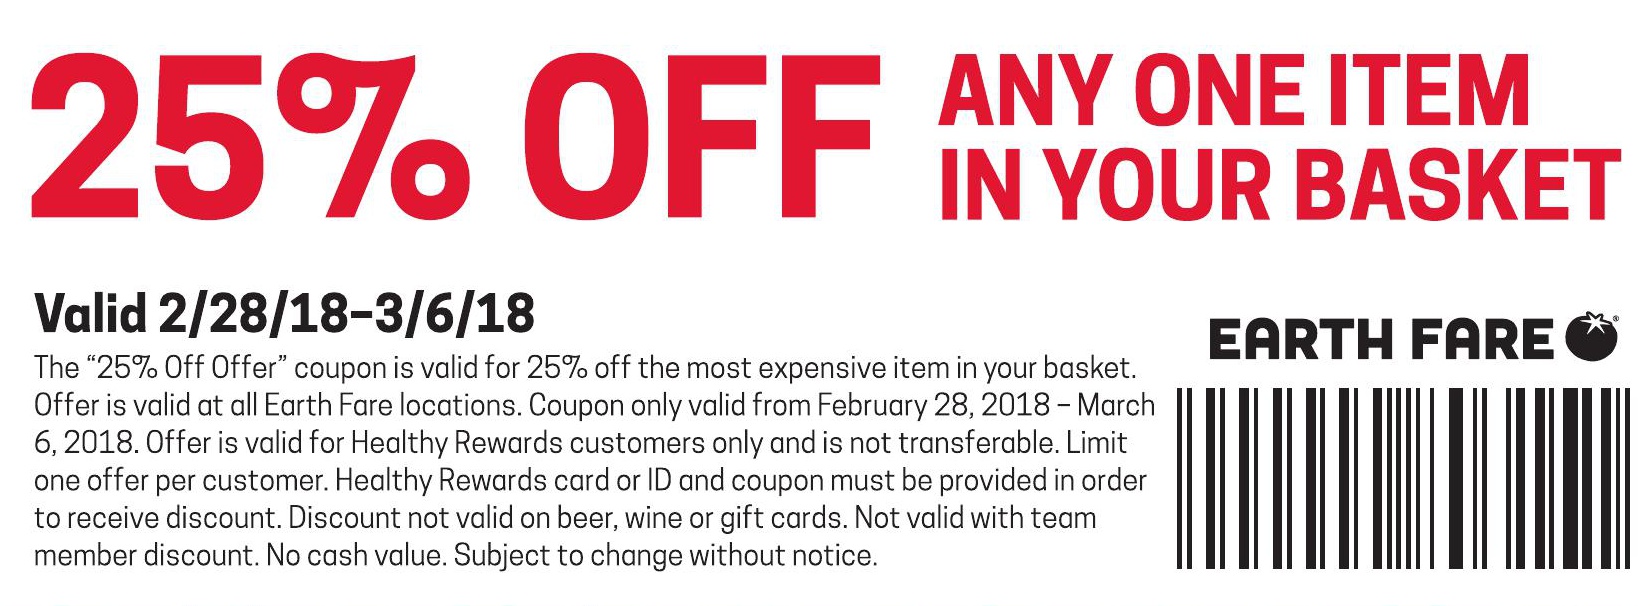 25% OFF
ANY ONE ITEM
IN YOUR BASKET
Valid 2/28/18–3/6/18
The “25% Off Offer” coupon is valid for 25% off the most expensive item in your basket.
Offer is valid at all Earth Fare locations. Coupon only valid from February 28, 2018 – March
6, 2018. Offer is valid for Healthy Rewards customers only and is not transferable. Limit
one offer per customer. Healthy Rewards card or ID and coupon must be provided in order
to receive discount. Discount not valid on beer, wine or gift cards. Not valid with team
member discount. No cash value. Subject to change without notice.
EARTH FARE®